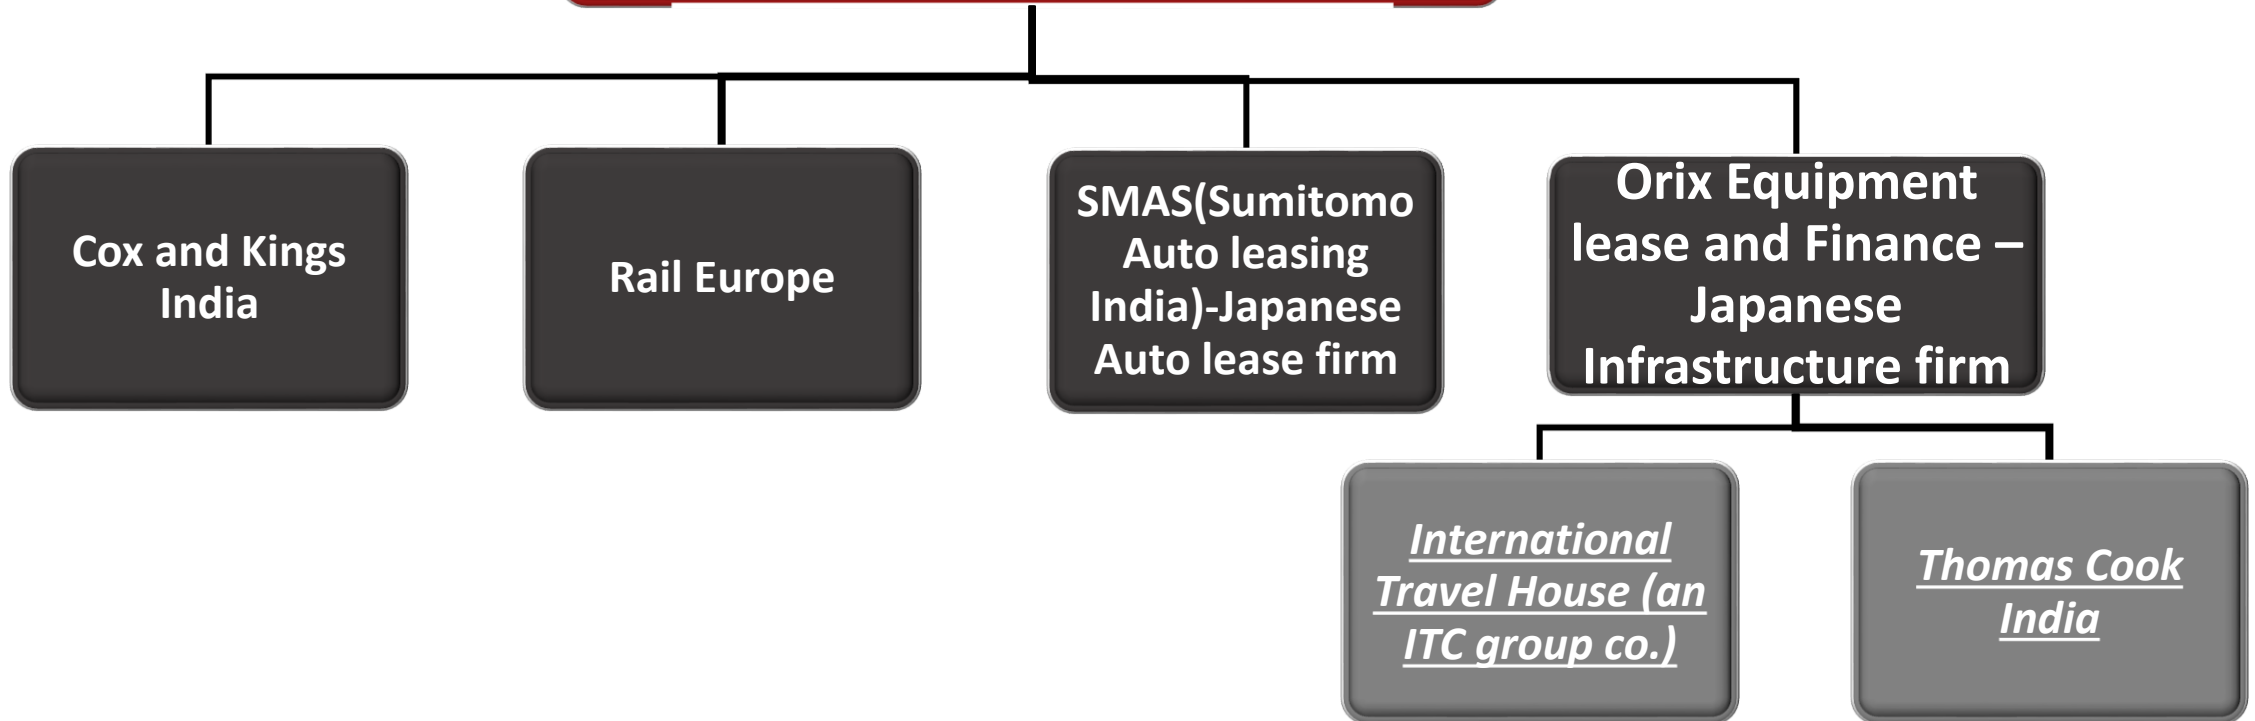 Cox and Kings
India
Rail Europe
SMAS(Sumitomo
Auto leasing
India)-Japanese
Auto lease firm
Orix Equipment
lease and Finance –
Japanese
Infrastructure firm
International
Travel House (an
ITC group co.)
Thomas Cook
India